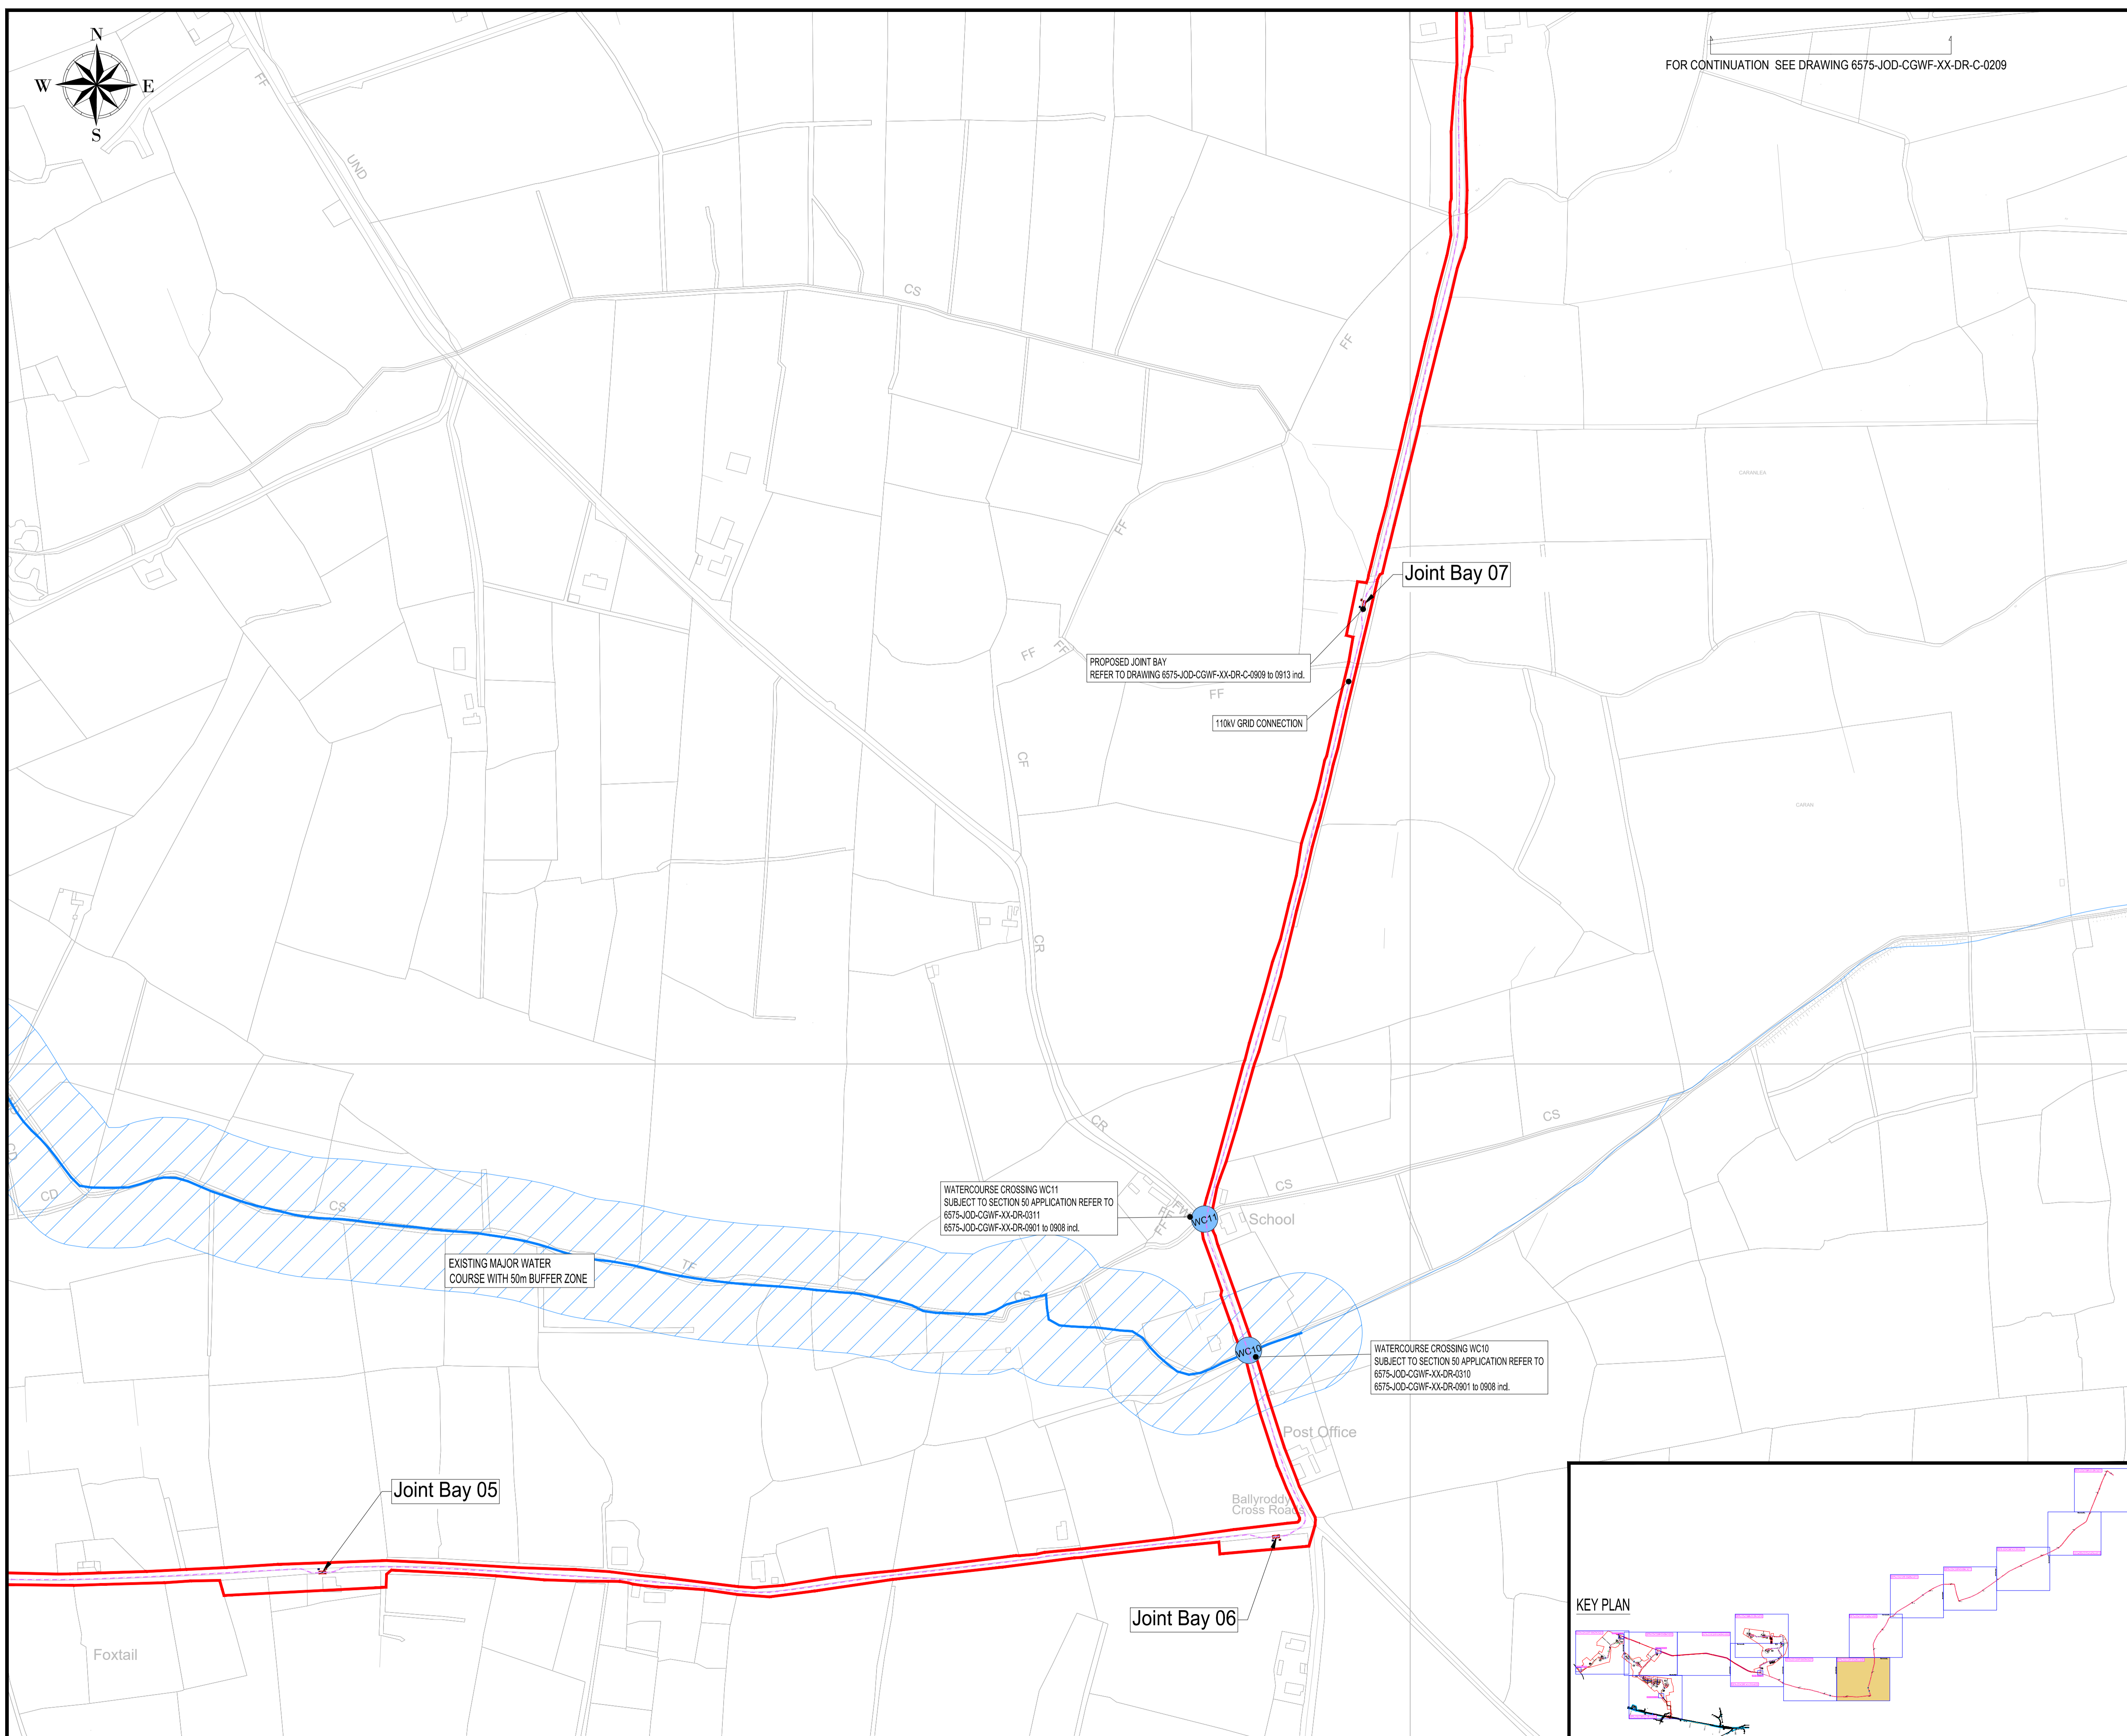 N
W
E
S
FOR CONTINUATION SEE DRAWING 6575-JOD-CGWF-XX-DR-C-0209
FF
UND
CS
FF
CARANLEA
FF
Joint Bay 07
PROPOSED JOINT BAY
REFER TO DRAWING 6575-JOD-CGWF-XX-DR-C-0909 to 0913 incl.
FF
FF
FF
110kV GRID CONNECTION
CF
CARAN
CR
CR
CS
CS
CD
CS
WATERCOURSE CROSSING WC11
SUBJECT TO SECTION 50 APPLICATION REFER TO
6575-JOD-CGWF-XX-DR-0311
6575-JOD-CGWF-XX-DR-0901 to 0908 incl.
WC11
School
FF
EXISTING MAJOR WATER
COURSE WITH 50m BUFFER ZONE
TF
CS
WC10
WATERCOURSE CROSSING WC10
SUBJECT TO SECTION 50 APPLICATION REFER TO
6575-JOD-CGWF-XX-DR-0310
6575-JOD-CGWF-XX-DR-0901 to 0908 incl.
Post Office
Joint Bay 05
Ballyroddy
Cross Roads
Joint Bay 06
Foxtail
KEY PLAN